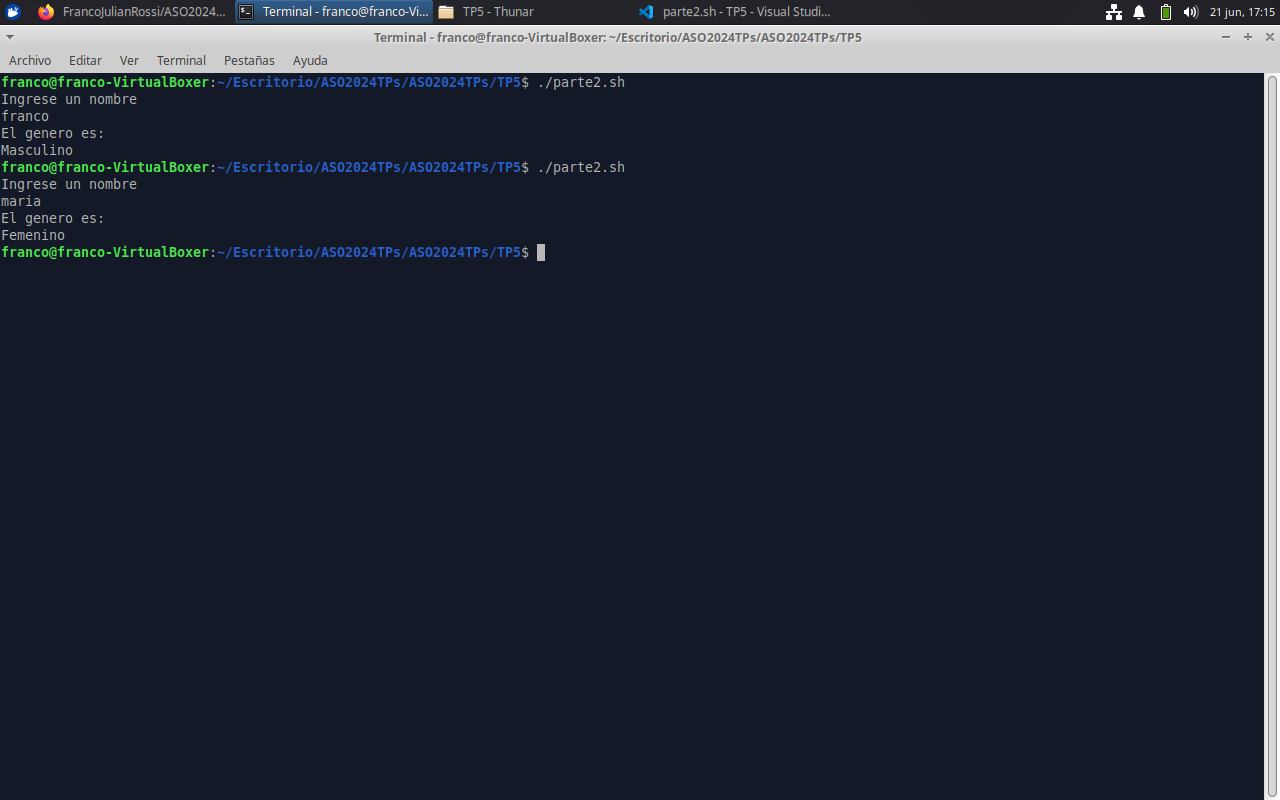 FrancoJulianRossi/ASO2024... Terminal - franco@franco-Vi... TP5 - Thunar parte2.sh - TP5 - Visual Studi... 21 jun, 17:15
Terminal - franco@franco-VirtualBoxer: ~/Escritorio/ASO2024TPs/ASO2024TPs/TP5
Archivo Editar Ver Terminal Pestañas Ayuda
franco@franco-VirtualBoxer:~/Escritorio/ASO2024TPs/ASO2024TPs/TP5$ ./parte2.sh
Ingrese un nombre
franco
El genero es:
Masculino
franco@franco-VirtualBoxer:~/Escritorio/ASO2024TPs/ASO2024TPs/TP5$ ./parte2.sh
Ingrese un nombre
maria
El genero es:
Femenino
franco@franco-VirtualBoxer:~/Escritorio/ASO2024TPs/ASO2024TPs/TP5$